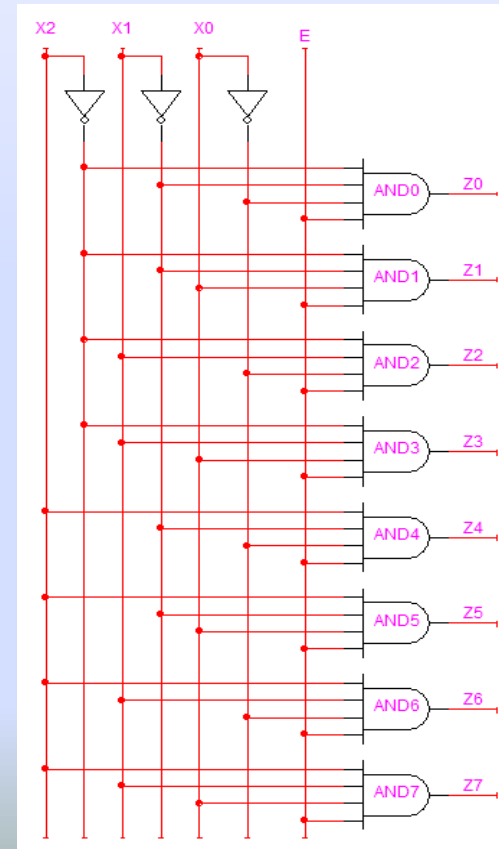 X2 X1 X0 E
AND0 Z0
AND1 Z1
AND2 Z2
AND3 Z3
AND4 Z4
AND5 Z5
AND6 Z6
AND7 Z7